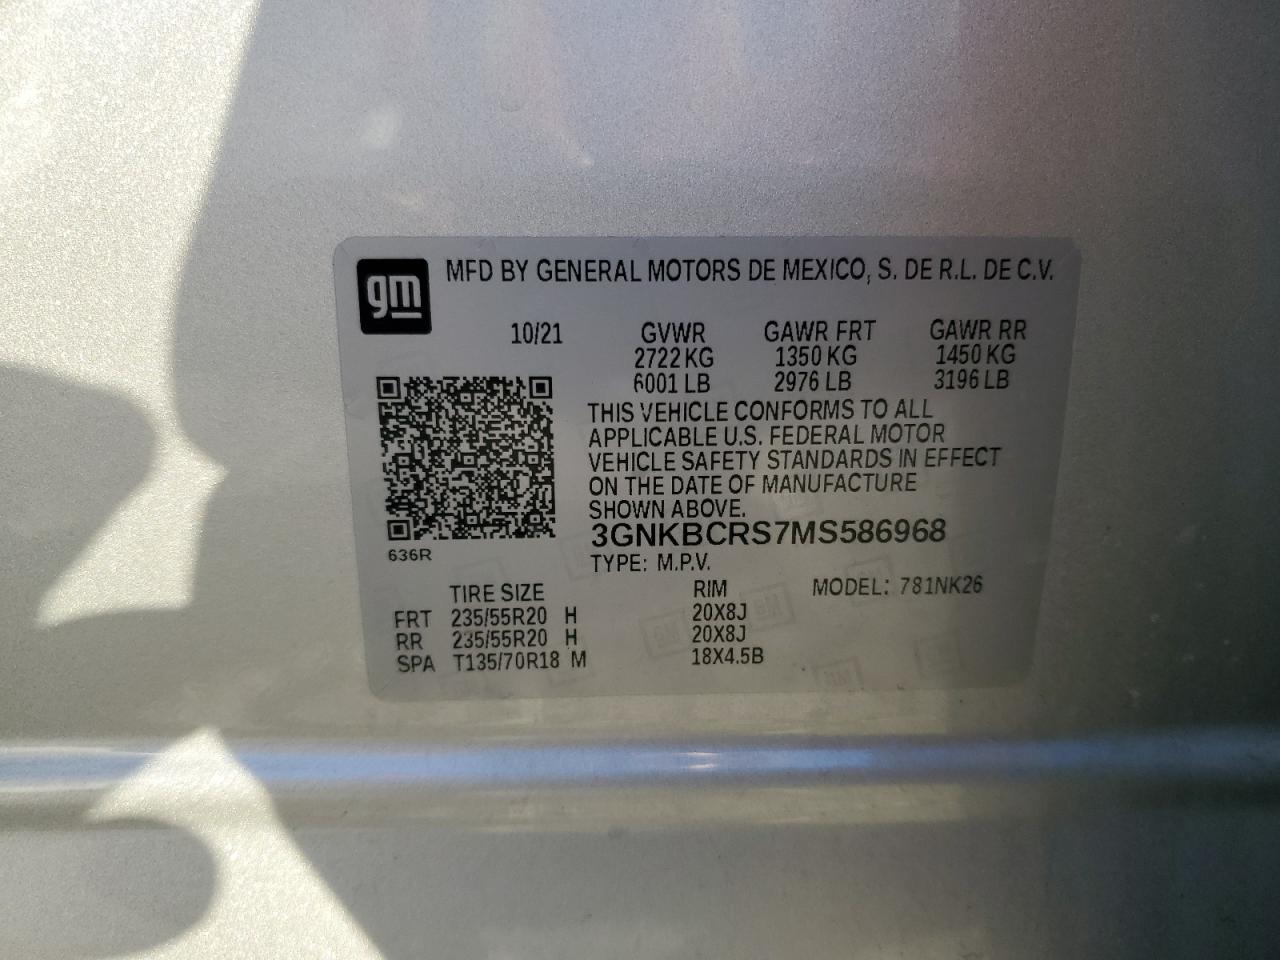 gm
MFD BY GENERAL MOTORS DE MEXICO, S. DE R.L. DE C.V.
10/21 GVWR GAWR FRT GAWR RR
2722 KG 1350 KG 1450 KG
6001 LB 2976 LB 3196 LB
THIS VEHICLE CONFORMS TO ALL
APPLICABLE U.S. FEDERAL MOTOR
VEHICLE SAFETY STANDARDS IN EFFECT
ON THE DATE OF MANUFACTURE
SHOWN ABOVE.
3GNKBCRS7MS586968
636R
TYPE: M.P.V.
TIRE SIZE RIM MODEL: 781NK26
FRT 235/55R20 H 20X8J
RR 235/55R20 H 20X8J
SPA T135/70R18 M 18X4.5B